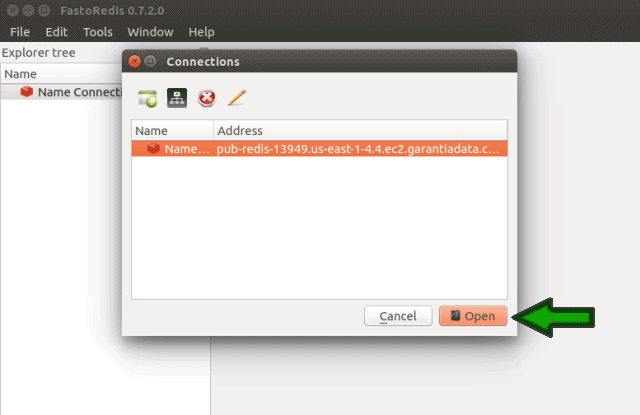 FastoRedis 0.7.2.0
File Edit Tools Window Help
Explorer tree
Name
Name Connecti
Connections
Name Address
Name... pub-redis-13949.us-east-1-4.4.ec2.garantiadata.c...
Cancel Open